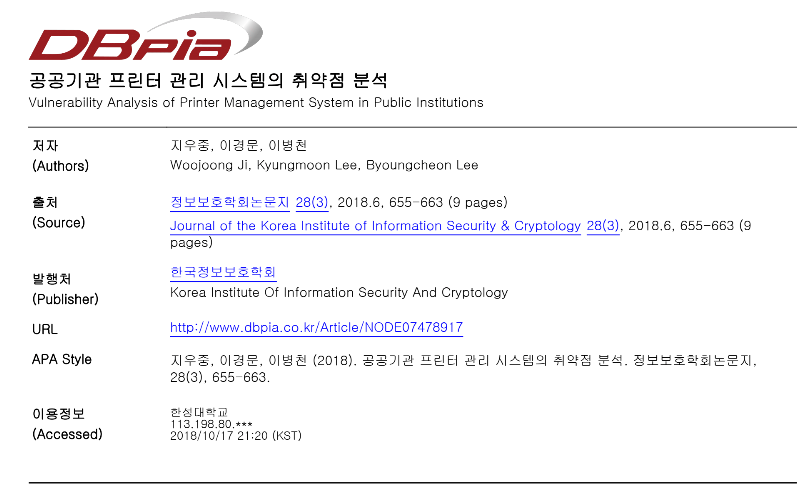 DBpia
공공기관 프린터 관리 시스템의 취약점 분석
Vulnerability Analysis of Printer Management System in Public Institutions
저자 지우중, 이경문, 이병천
(Authors) Woojoong Ji, Kyungmoon Lee, Byoungcheon Lee
출처 정보보호학회논문지 28(3), 2018.6, 655-663 (9 pages)
(Source) Journal of the Korea Institute of Information Security & Cryptology 28(3), 2018.6, 655-663 (9
pages)
발행처 한국정보보호학회
(Publisher) Korea Institute Of Information Security And Cryptology
URL http://www.dbpia.co.kr/Article/NODE07478917
APA Style 지우중, 이경문, 이병천 (2018). 공공기관 프린터 관리 시스템의 취약점 분석. 정보보호학회논문지,
28(3), 655-663.
이용정보 한성대학교
113.198.80.***
(Accessed) 2018/10/17 21:20 (KST)